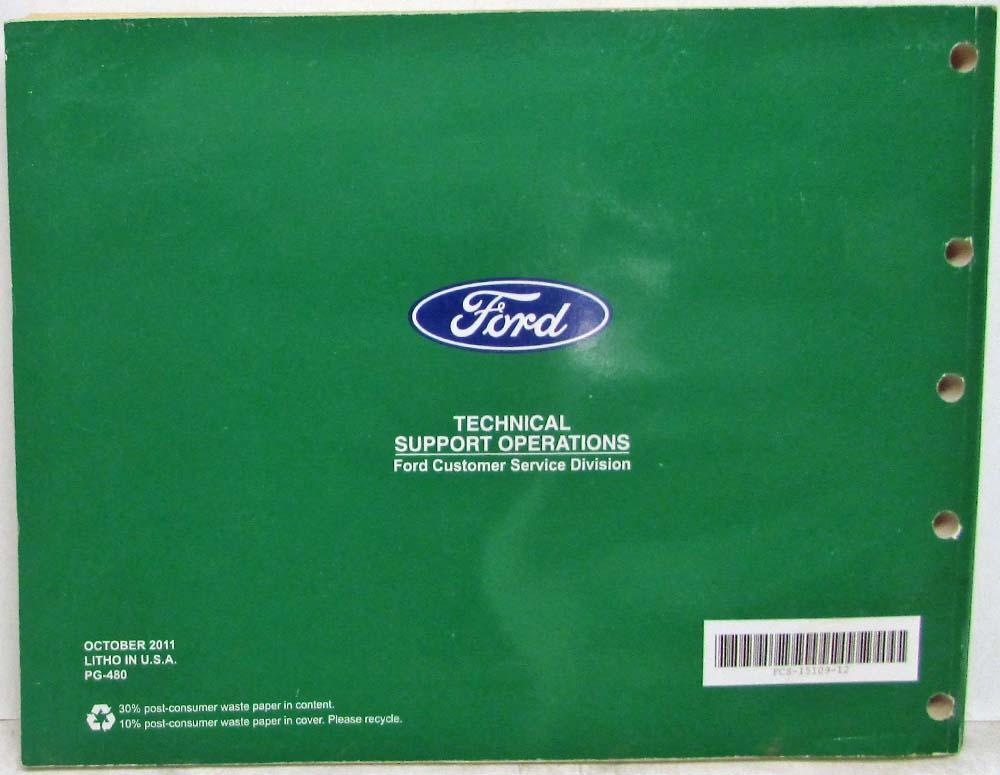 Ford
TECHNICAL
SUPPORT OPERATIONS
Ford Customer Service Division
OCTOBER 2011
LITHO IN U.S.A.
PG-480
30% post-consumer waste paper in content.
10% post-consumer waste paper in cover. Please recycle.
FCS-15109-12